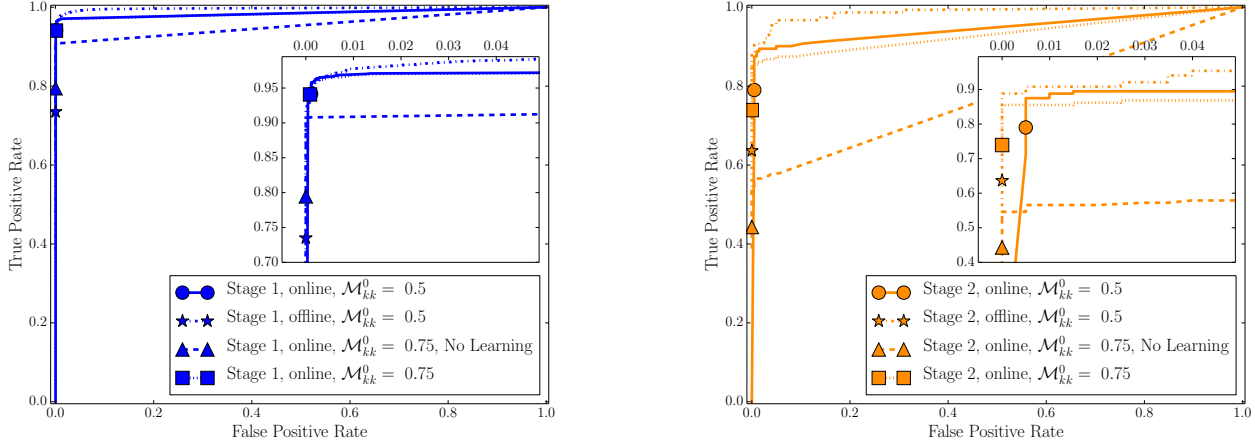 1.0
0.8
0.6
0.4
0.2
0.0
True Positive Rate
0.00 0.01 0.02 0.03 0.04
0.95
0.90
0.85
0.80
0.75
0.70
Stage 1, online, $\mathcal{M}^0_{kk}$ = 0.5
Stage 1, offline, $\mathcal{M}^0_{kk}$ = 0.5
Stage 1, online, $\mathcal{M}^0_{kk}$ = 0.75, No Learning
Stage 1, online, $\mathcal{M}^0_{kk}$ = 0.75
0.0 0.2 0.4 0.6 0.8 1.0
False Positive Rate
1.0
0.8
0.6
0.4
0.2
0.0
True Positive Rate
0.00 0.01 0.02 0.03 0.04
0.9
0.8
0.7
0.6
0.5
0.4
Stage 2, online, $\mathcal{M}^0_{kk}$ = 0.5
Stage 2, offline, $\mathcal{M}^0_{kk}$ = 0.5
Stage 2, online, $\mathcal{M}^0_{kk}$ = 0.75, No Learning
Stage 2, online, $\mathcal{M}^0_{kk}$ = 0.75
0.0 0.2 0.4 0.6 0.8 1.0
False Positive Rate